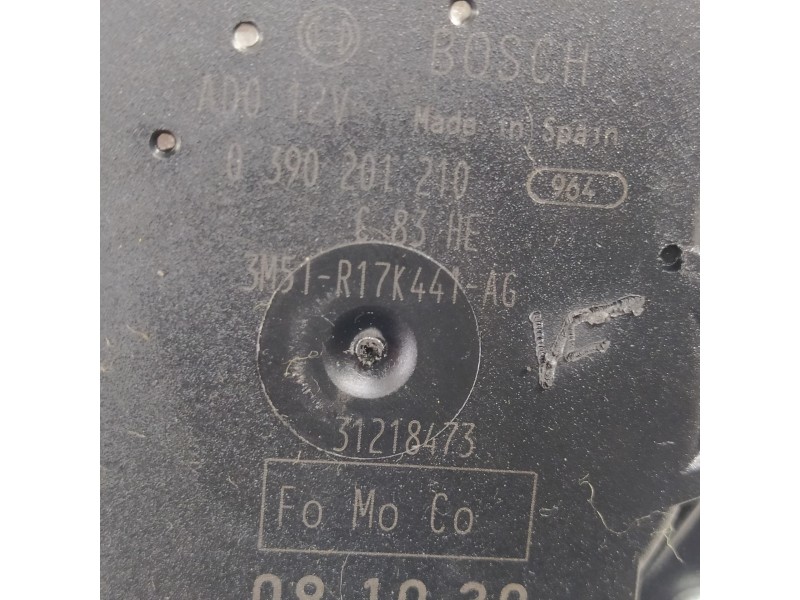 BOSCH
AD0 12V Made in Spain
0 390 201 210 964
C 83 HE
3M51-R17K441-AG
31218473
Fo Mo Co